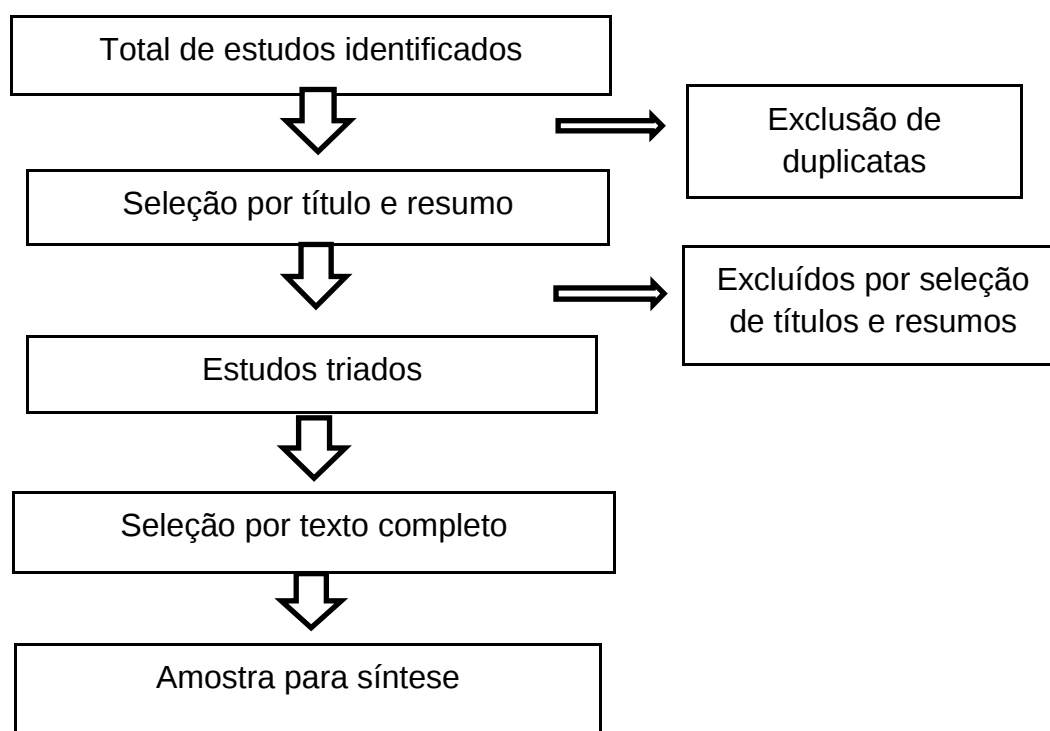 Total de estudos identificados
Exclusão de
duplicatas
Seleção por título e resumo
Excluídos por seleção
de títulos e resumos
Estudos triados
Seleção por texto completo
Amostra para síntese